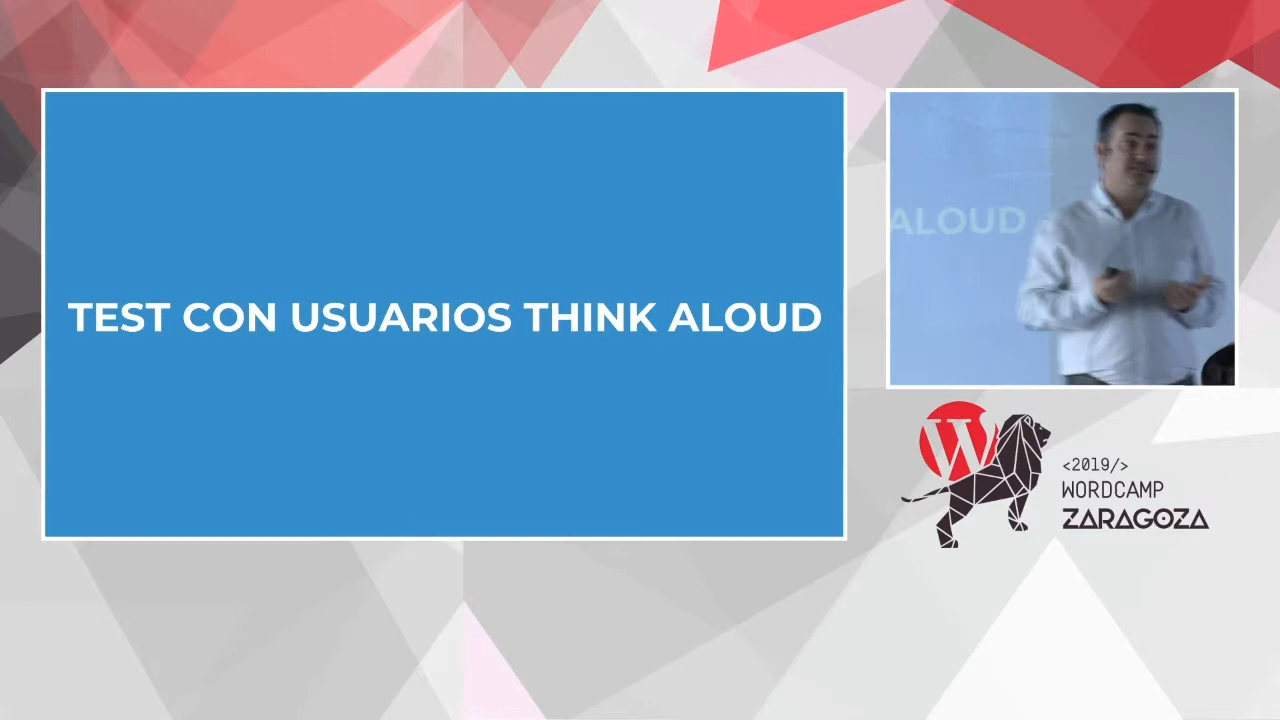 TEST CON USUARIOS THINK ALOUD
ALOUD
W
<2019/>
WORDCAMP
ZARAGOZA